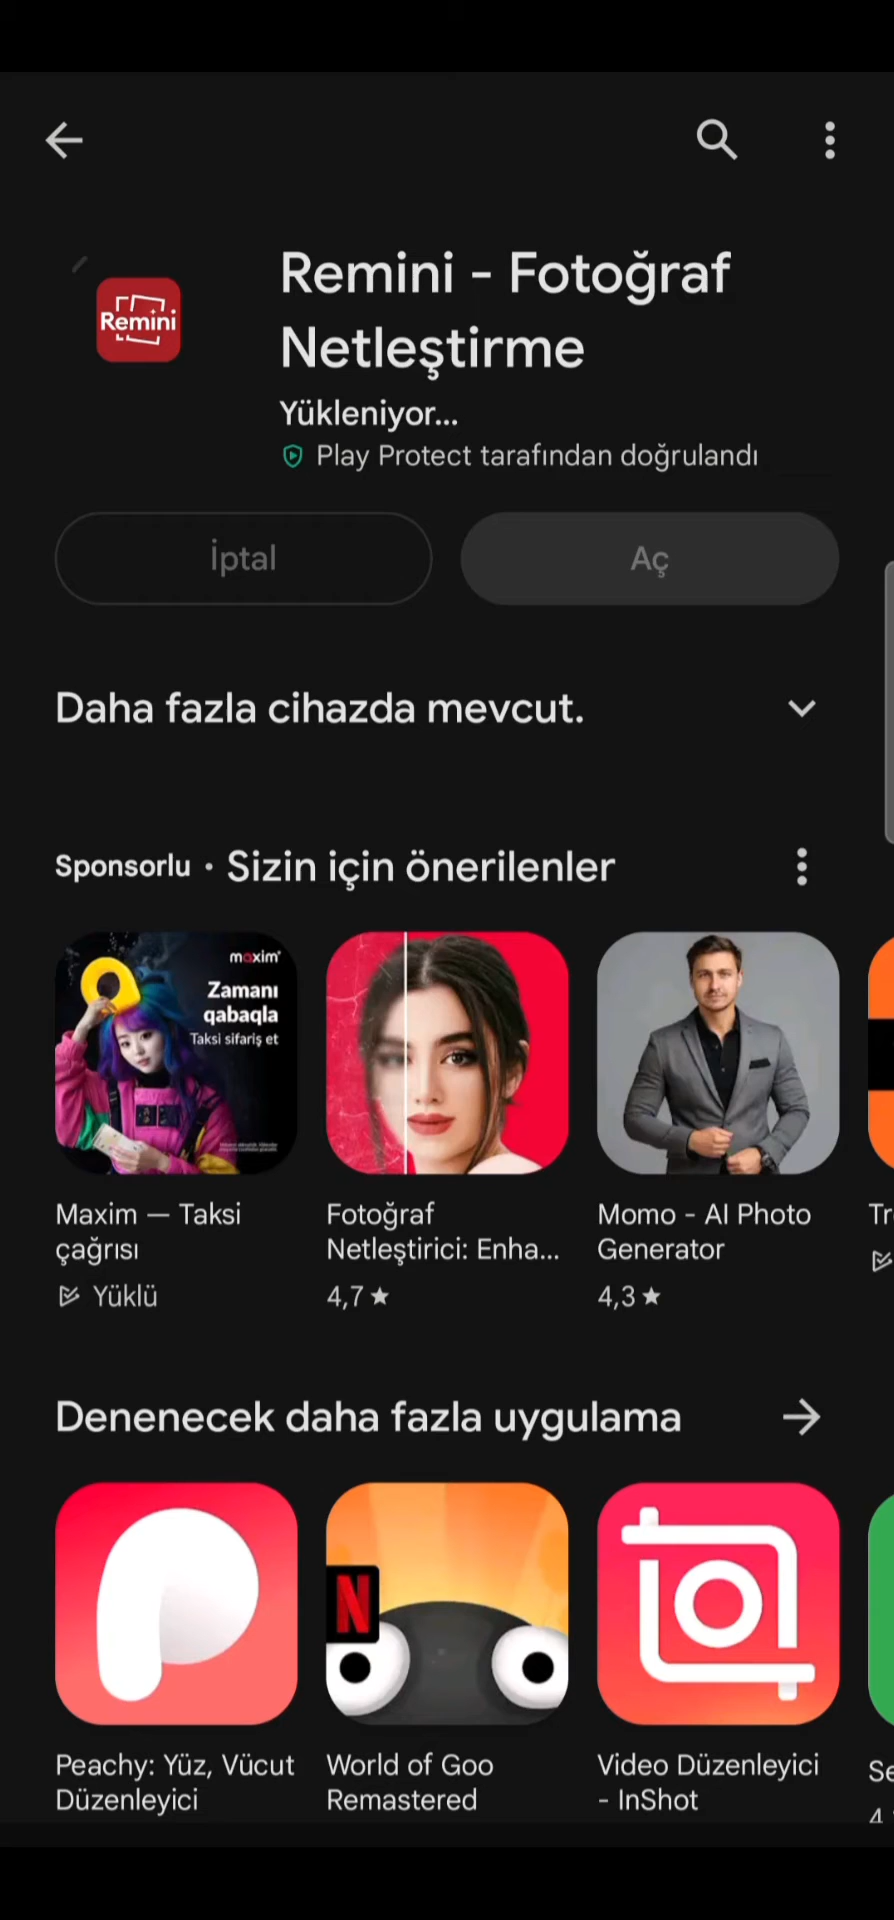 Remini
Remini - Fotoğraf
Netleştirme
Yükleniyor...
Play Protect tarafından doğrulandı
İptal
Aç
Daha fazla cihazda mevcut.
Sponsorlu • Sizin için önerilenler
maxim
Zamanı
qabaqla
Taksi sifariş et
Maxim — Taksi
çağrısı
Yüklü
Fotoğraf
Netleştirici: Enha...
4,7 ★
Momo - AI Photo
Generator
4,3 ★
Tr
Denenecek daha fazla uygulama
N
Peachy: Yüz, Vücut
Düzenleyici
World of Goo
Remastered
Video Düzenleyici
- InShot
Se